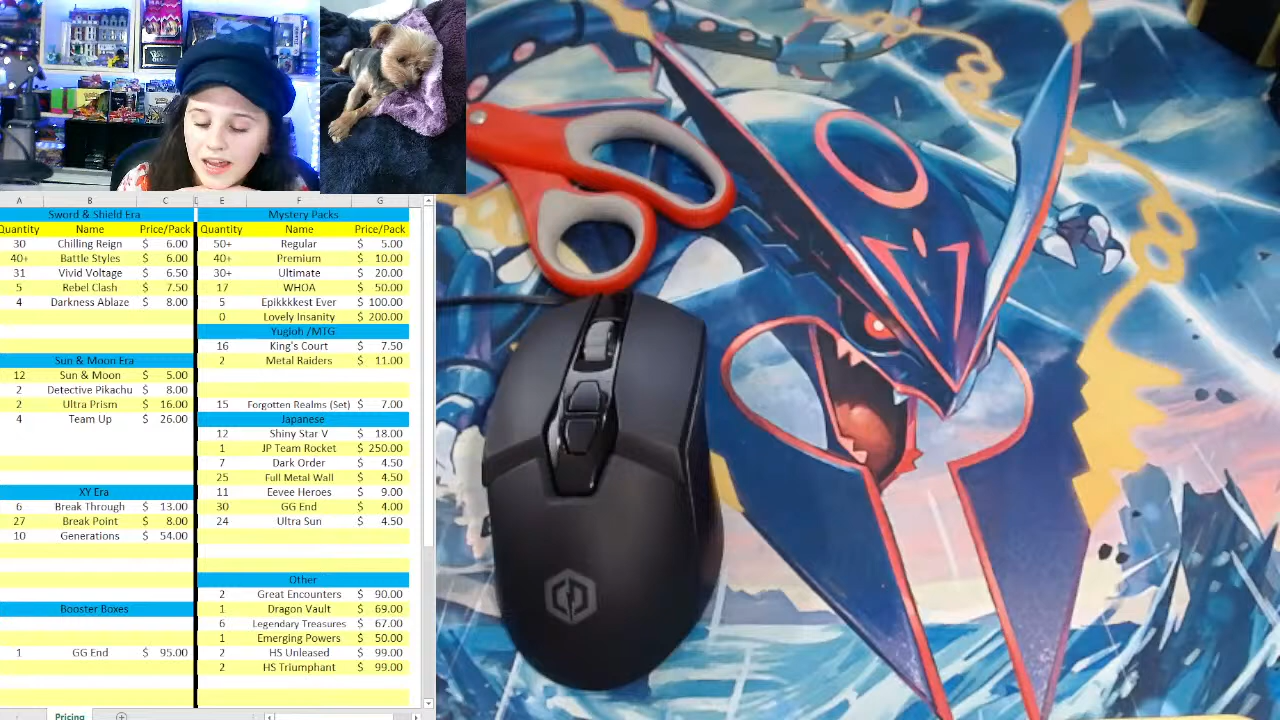 A B C D E F G
Sword & Shield Era
Quantity Name Price/Pack
30 Chilling Reign $ 6.00
40+ Battle Styles $ 6.00
31 Vivid Voltage $ 6.50
5 Rebel Clash $ 7.50
4 Darkness Ablaze $ 8.00
Sun & Moon Era
12 Sun & Moon $ 5.00
2 Detective Pikachu $ 8.00
2 Ultra Prism $ 16.00
4 Team Up $ 26.00
XY Era
6 Break Through $ 13.00
27 Break Point $ 8.00
10 Generations $ 54.00
Booster Boxes
1 GG End $ 95.00
Mystery Packs
Quantity Name Price/Pack
50+ Regular $ 5.00
40+ Premium $ 10.00
30+ Ultimate $ 20.00
17 WHOA $ 50.00
5 Epikkkkest Ever $ 100.00
0 Lovely Insanity $ 200.00
Yugioh /MTG
16 King's Court $ 7.50
2 Metal Raiders $ 11.00
15 Forgotten Realms (Set) $ 7.00
Japanese
12 Shiny Star V $ 18.00
1 JP Team Rocket $ 250.00
7 Dark Order $ 4.50
25 Full Metal Wall $ 4.50
11 Eevee Heroes $ 9.00
30 GG End $ 4.00
24 Ultra Sun $ 4.50
Other
2 Great Encounters $ 90.00
1 Dragon Vault $ 69.00
6 Legendary Treasures $ 67.00
1 Emerging Powers $ 50.00
2 HS Unleased $ 99.00
2 HS Triumphant $ 99.00
Pricing